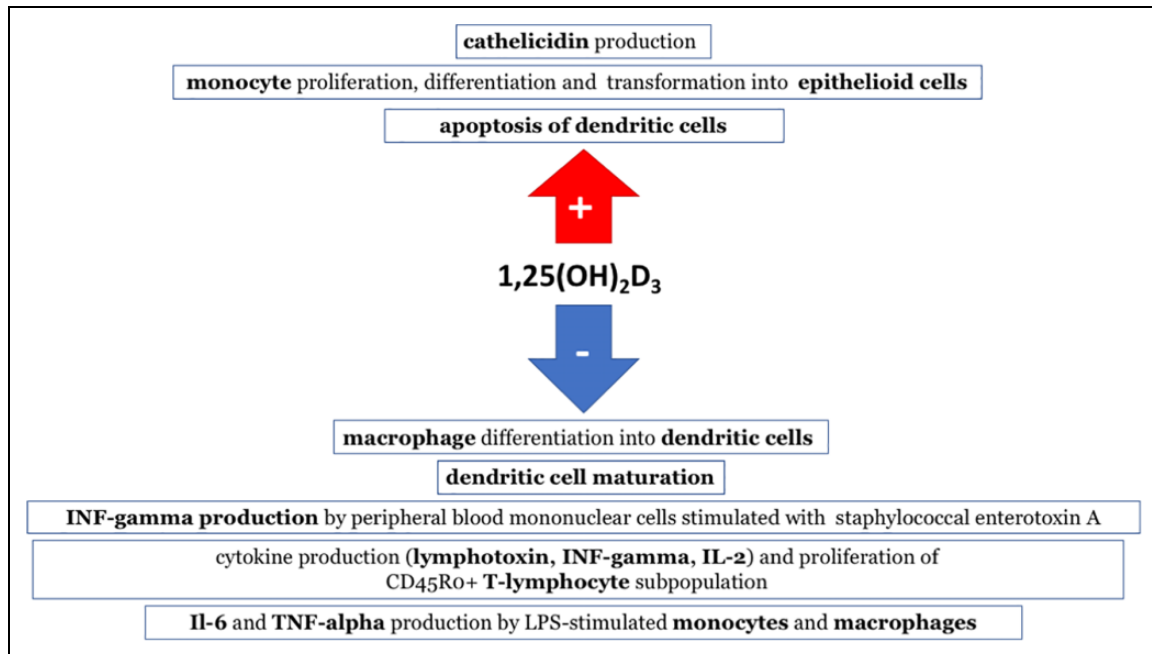 cathelicidin production
monocyte proliferation, differentiation and transformation into epithelioid cells
apoptosis of dendritic cells
+
1,25(OH)₂D₃
-
macrophage differentiation into dendritic cells
dendritic cell maturation
INF-gamma production by peripheral blood mononuclear cells stimulated with staphylococcal enterotoxin A
cytokine production (lymphotoxin, INF-gamma, IL-2) and proliferation of
CD45R0+ T-lymphocyte subpopulation
Il-6 and TNF-alpha production by LPS-stimulated monocytes and macrophages